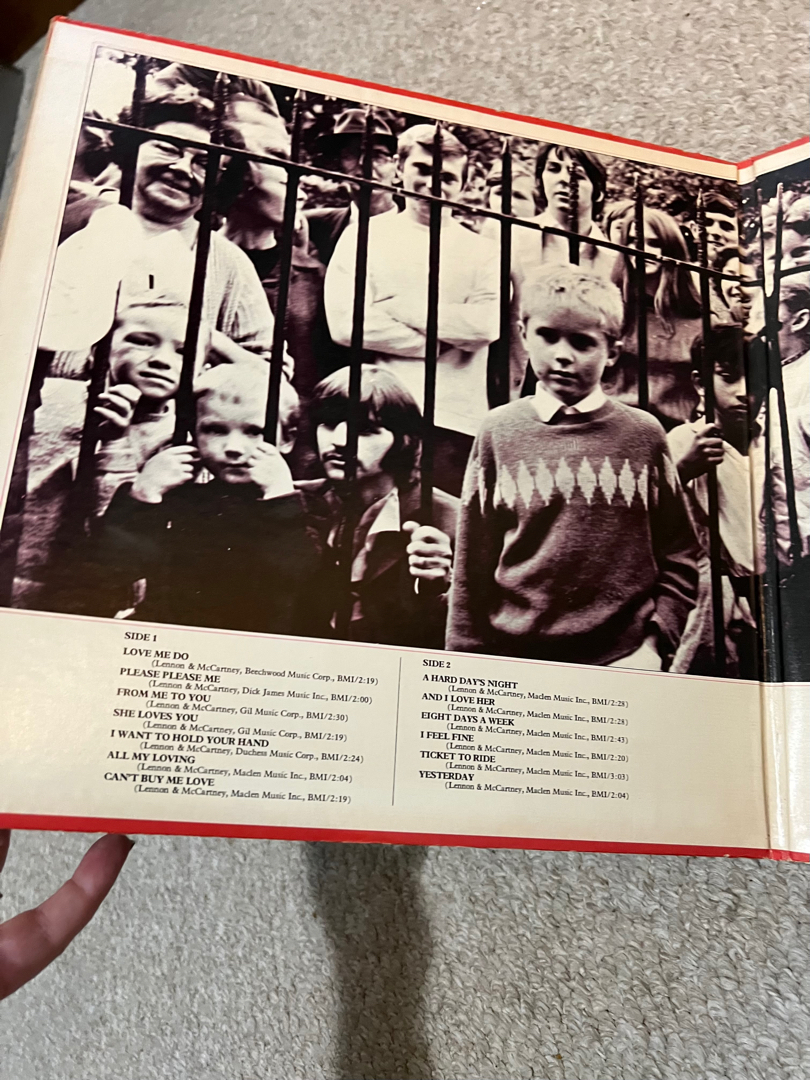 SIDE 1
LOVE ME DO
(Lennon & McCartney, Beechwood Music Corp., BMI/2:19)
PLEASE PLEASE ME
(Lennon & McCartney, Dick James Music Inc., BMI/2:00)
FROM ME TO YOU
(Lennon & McCartney, Gil Music Corp., BMI/2:30)
SHE LOVES YOU
(Lennon & McCartney, Gil Music Corp., BMI/2:19)
I WANT TO HOLD YOUR HAND
(Lennon & McCartney, Duchess Music Corp., BMI/2:24)
ALL MY LOVING
(Lennon & McCartney, Maclen Music Inc., BMI/2:04)
CAN'T BUY ME LOVE
(Lennon & McCartney, Maclen Music Inc., BMI/2:19)
SIDE 2
A HARD DAY'S NIGHT
(Lennon & McCartney, Maclen Music Inc., BMI/2:28)
AND I LOVE HER
(Lennon & McCartney, Maclen Music Inc., BMI/2:28)
EIGHT DAYS A WEEK
(Lennon & McCartney, Maclen Music Inc., BMI/2:43)
I FEEL FINE
(Lennon & McCartney, Maclen Music Inc., BMI/2:20)
TICKET TO RIDE
(Lennon & McCartney, Maclen Music Inc., BMI/3:03)
YESTERDAY
(Lennon & McCartney, Maclen Music Inc., BMI/2:04)